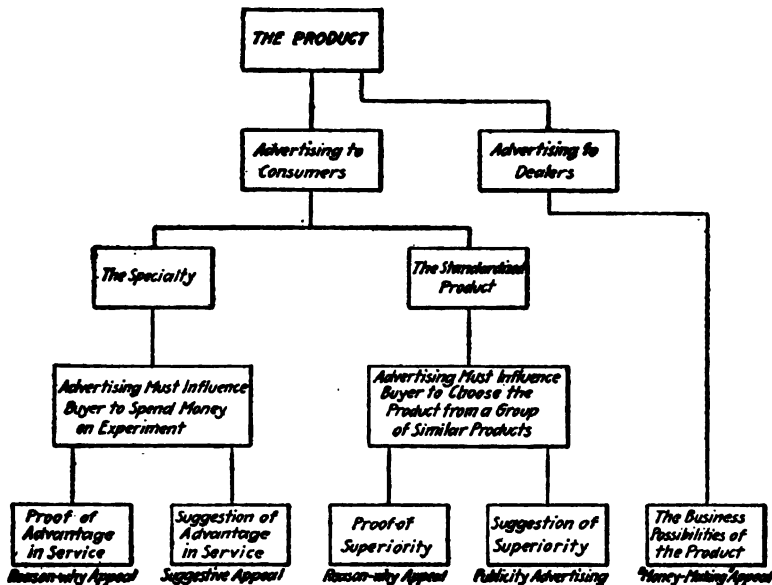 THE PRODUCT
Advertising to
Consumers
Advertising to
Dealers
The Specialty
The Standardized
Product
Advertising Must Influence
Buyer to Spend Money
on Experiment
Advertising Must Influence
Buyer to Choose the
Product from a Group
of Similar Products
Proof of
Advantage
in Service
Suggestion of
Advantage
in Service
Proof of
Superiority
Suggestion of
Superiority
The Business
Possibilities of
the Product
Reason-why Appeal
Suggestive Appeal
Reason-why Appeal
Publicity Advertising
"Money-Making" Appeal